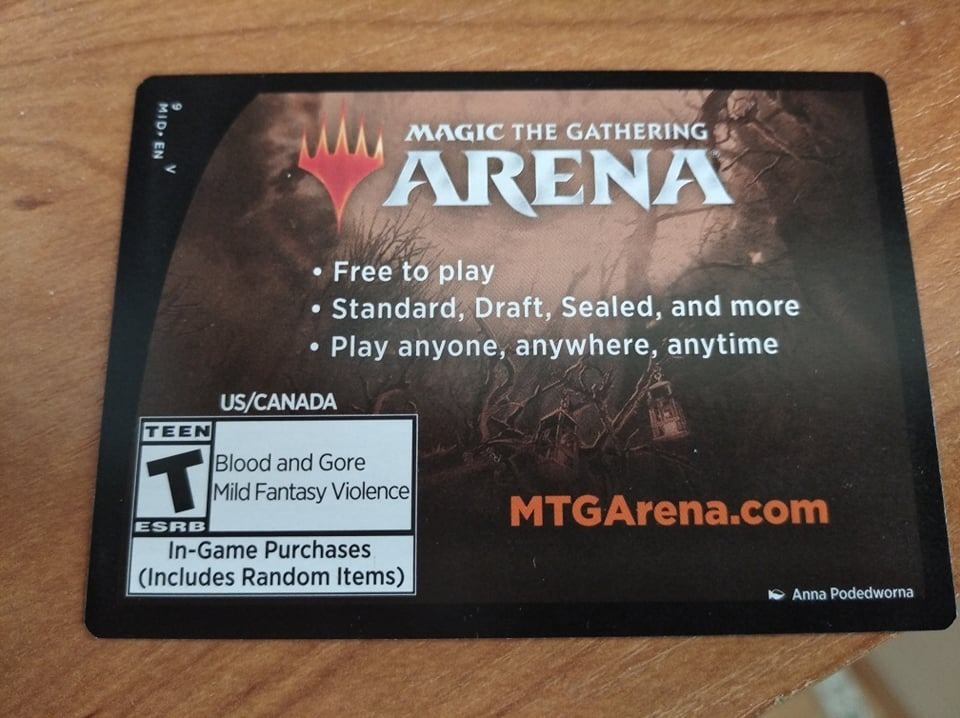 9
MID • EN V
MAGIC THE GATHERING
ARENA
• Free to play
• Standard, Draft, Sealed, and more
• Play anyone, anywhere, anytime
US/CANADA
TEEN
T
ESRB
Blood and Gore
Mild Fantasy Violence
In-Game Purchases
(Includes Random Items)
MTGArena.com
Anna Podedworna